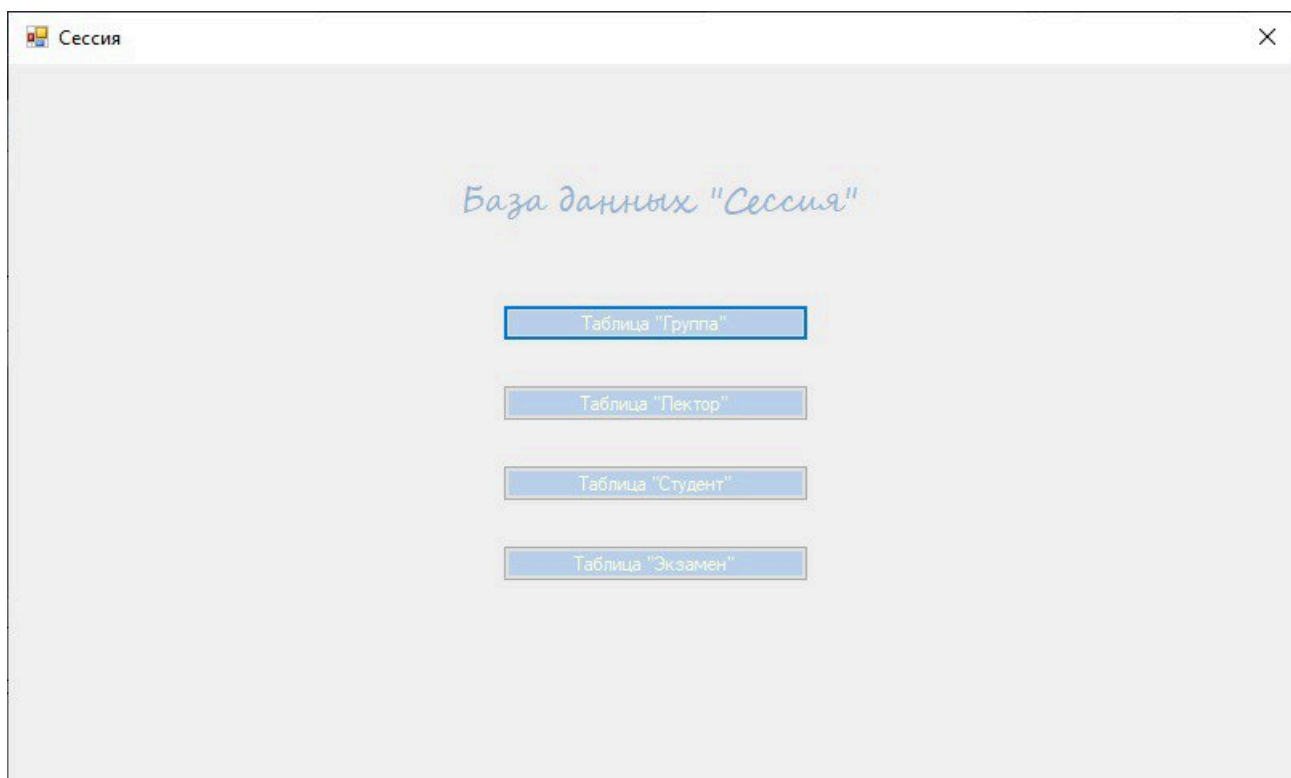 Сессия
База данных "Сессия"
Таблица "Группа"
Таблица "Лектор"
Таблица "Студент"
Таблица "Экзамен"